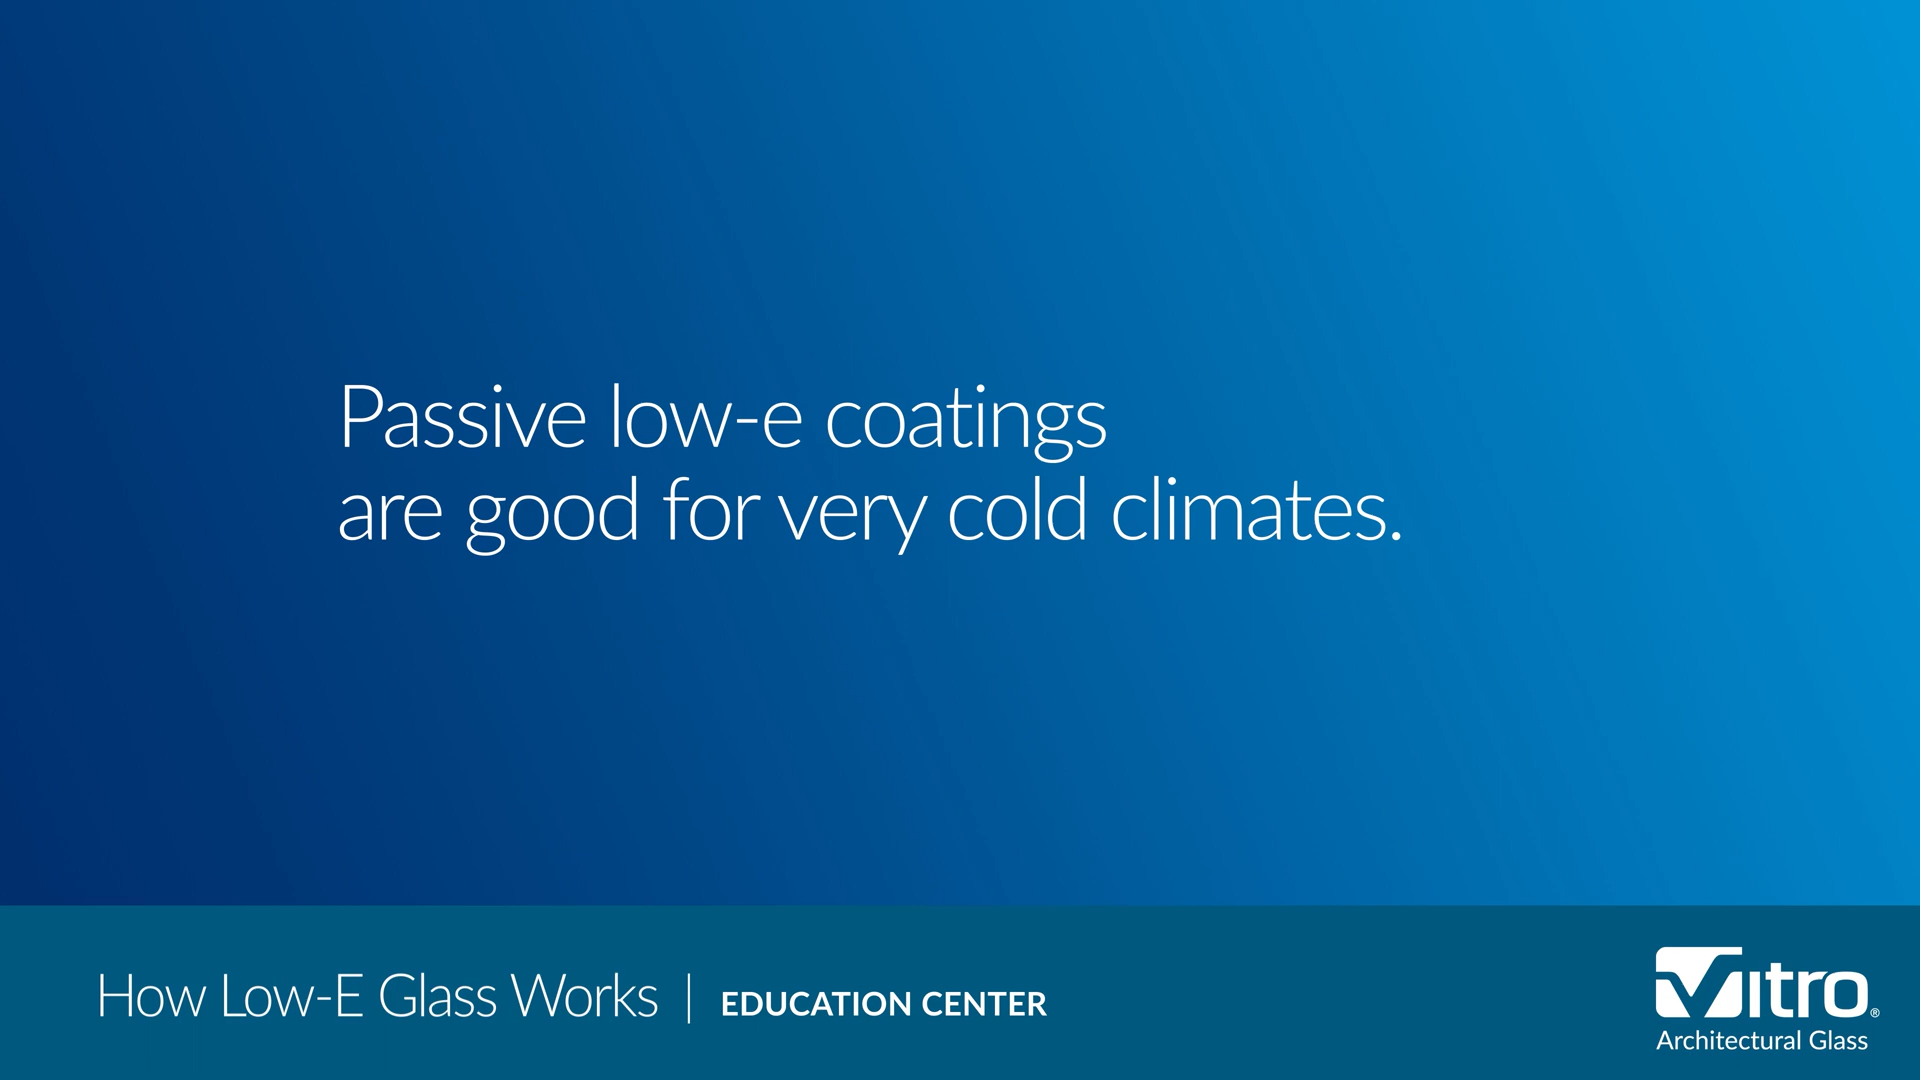 Passive low-e coatings
are good for very cold climates.
How Low-E Glass Works | EDUCATION CENTER
Vitro®
Architectural Glass